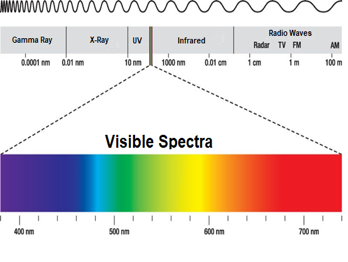 Radio Waves
Gamma Ray X-Ray UV Infrared Radar TV FM AM
0.0001 nm 0.01 nm 10 nm 1000 nm 0.01 cm 1 cm 1 m 100 m
Visible Spectra
400 nm 500 nm 600 nm 700 nm